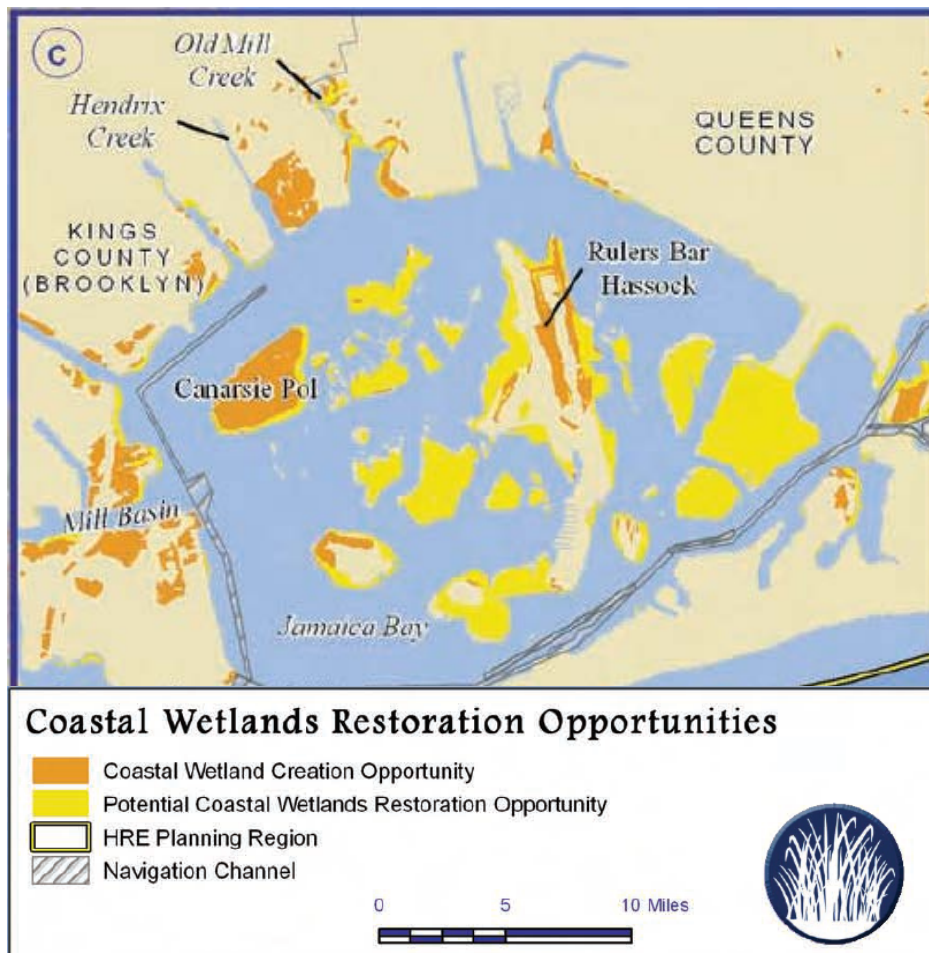 C
Old Mill
Creek
Hendrix
Creek
QUEENS
COUNTY
KINGS
COUNTY
(BROOKLYN)
Rulers Bar
Hassock
Canarsie Pol
Mill Basin
Jamaica Bay
Coastal Wetlands Restoration Opportunities
Coastal Wetland Creation Opportunity
Potential Coastal Wetlands Restoration Opportunity
HRE Planning Region
Navigation Channel
0 5 10 Miles